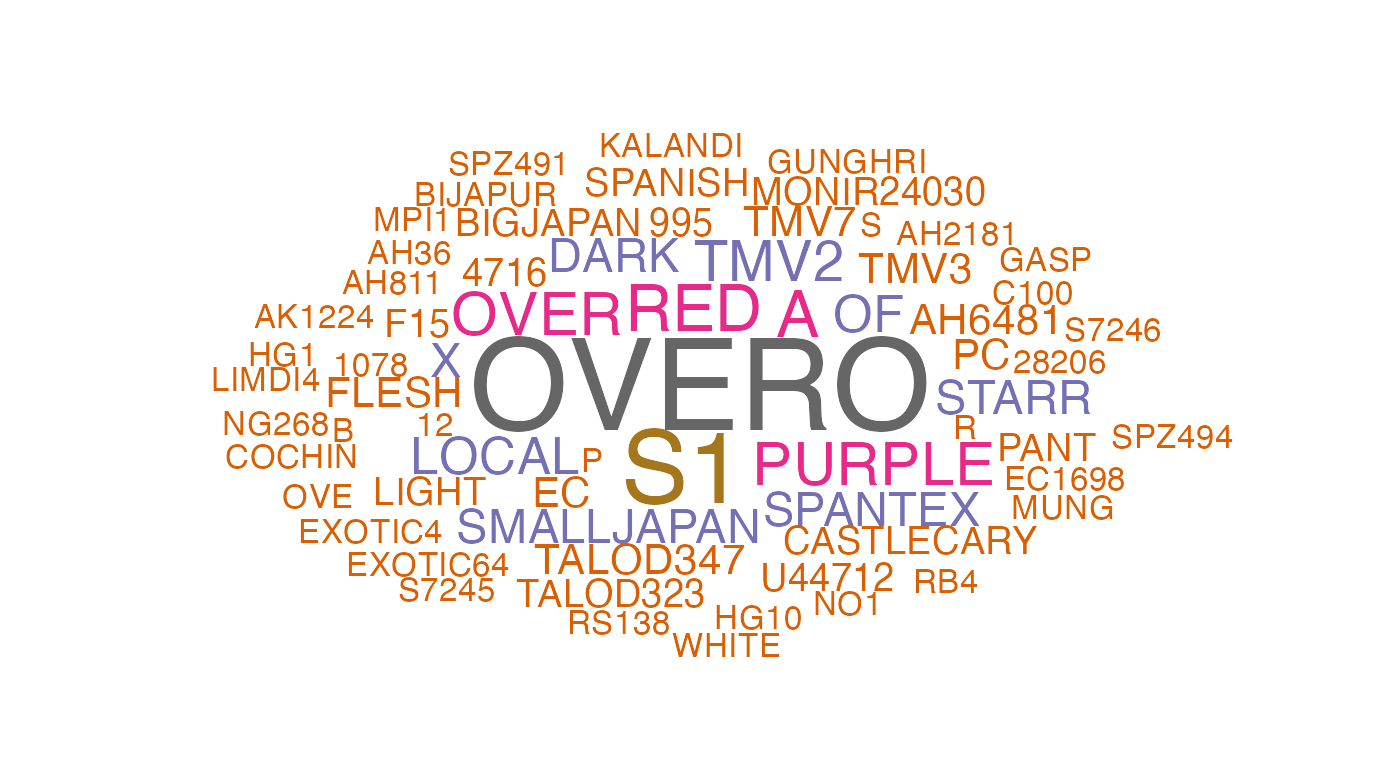 KALANDI
SPZ491 GUNGHRI
BIJAPUR SPANISH MONIR24030
MPI1 BIGJAPAN 995 TMV7 S AH2181
AH36 4716 DARK TMV2 TMV3 GASP
AH811 C100
AK1224 F15 OVER RED A OF AH6481 S7246
HG1 1078 X PC 28206
LIMDI4 FLESH OVERO STARR
NG268 B 12 R SPZ494
COCHIN LOCAL P S1 PURPLE PANT
OVE LIGHT EC EC1698
EXOTIC4 SMALLJAPAN SPANTEX MUNG
EXOTIC64 TALOD347 CASTLECARY
S7245 TALOD323 U44712 RB4
RS138 HG10 NO1
WHITE